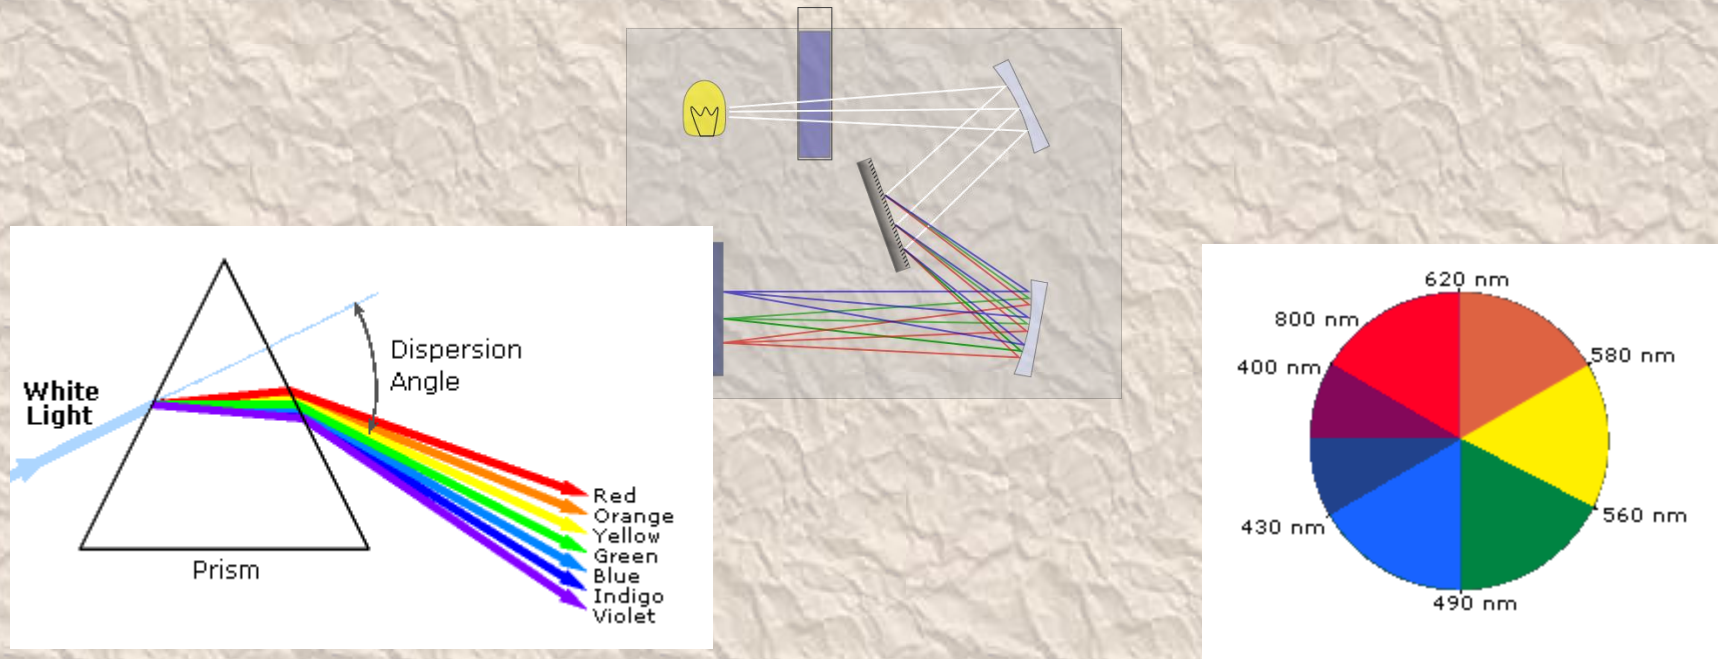 White
Light
Dispersion
Angle
Red
Orange
Yellow
Green
Blue
Indigo
Violet
Prism
620 nm
800 nm
400 nm
580 nm
430 nm
560 nm
490 nm